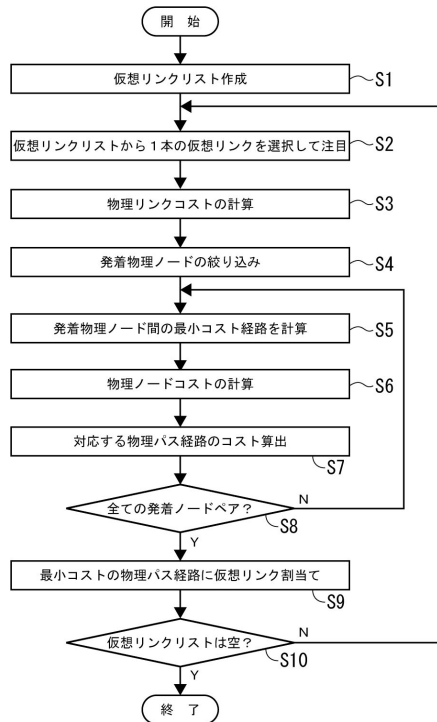 開 始
仮想リンクリスト作成
S1
仮想リンクリストから1本の仮想リンクを選択して注目
S2
物理リンクコストの計算
S3
発着物理ノードの絞り込み
S4
発着物理ノード間の最小コスト経路を計算
S5
物理ノードコストの計算
S6
対応する物理パス経路のコスト算出
S7
全ての発着ノードペア?
N
S8
Y
最小コストの物理パス経路に仮想リンク割当て
S9
仮想リンクリストは空?
N
S10
Y
終 了